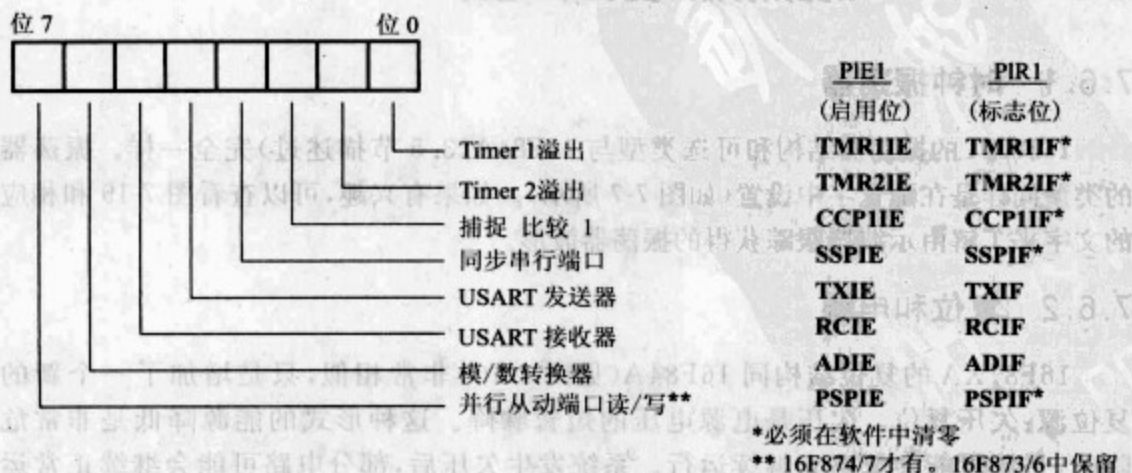 位 7 位 0
PIE1 PIR1
(启用位) (标志位)
Timer 1溢出 TMR1IE TMR1IF*
Timer 2溢出 TMR2IE TMR2IF*
捕捉 比较 1 CCP1IE CCP1IF*
同步串行端口 SSPIE SSPIF*
USART 发送器 TXIE TXIF
USART 接收器 RCIE RCIF
模/数转换器 ADIE ADIF
并行从动端口读/写** PSPIE PSPIF*
*必须在软件中清零
** 16F874/7才有，16F873/6中保留